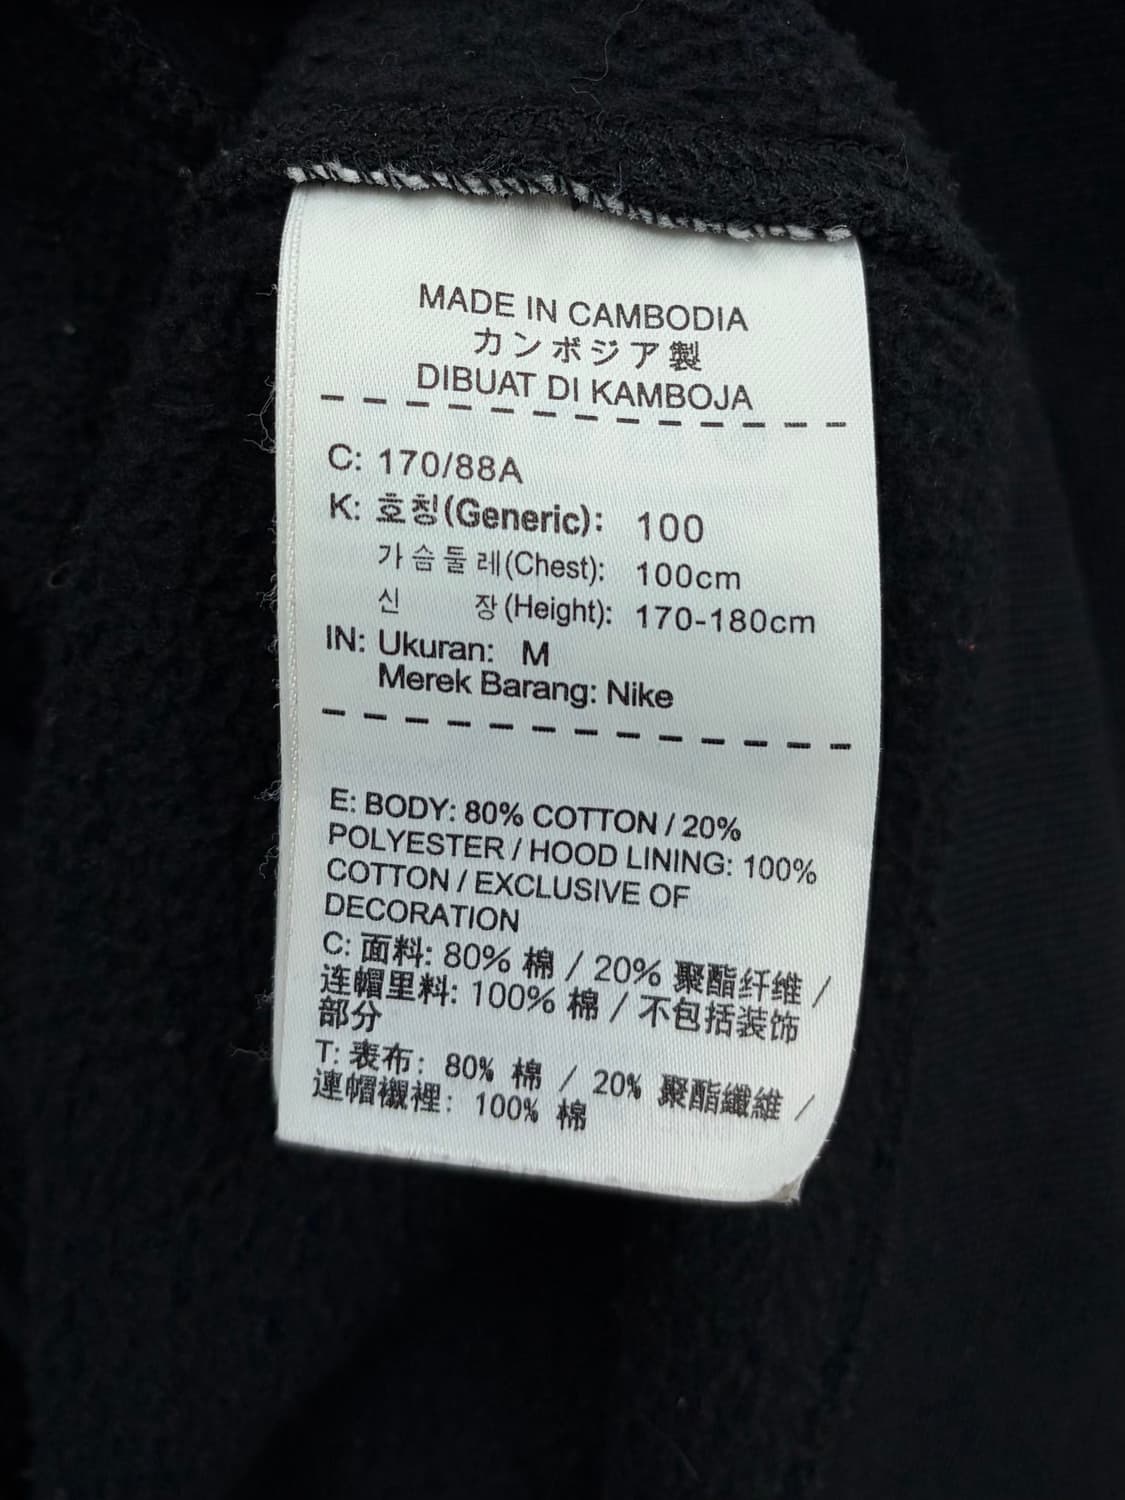 MADE IN CAMBODIA
カンボジア製
DIBUAT DI KAMBOJA
C: 170/88A
K: 호칭(Generic): 100
가슴둘레(Chest): 100cm
신 장(Height): 170-180cm
IN: Ukuran: M
Merek Barang: Nike
E: BODY: 80% COTTON / 20%
POLYESTER / HOOD LINING: 100%
COTTON / EXCLUSIVE OF
DECORATION
C: 面料: 80% 棉 / 20% 聚酯纤维 /
连帽里料: 100% 棉 / 不包括装饰
部分
T: 表布: 80% 棉 / 20% 聚酯纖維 /
連帽襯裡: 100% 棉